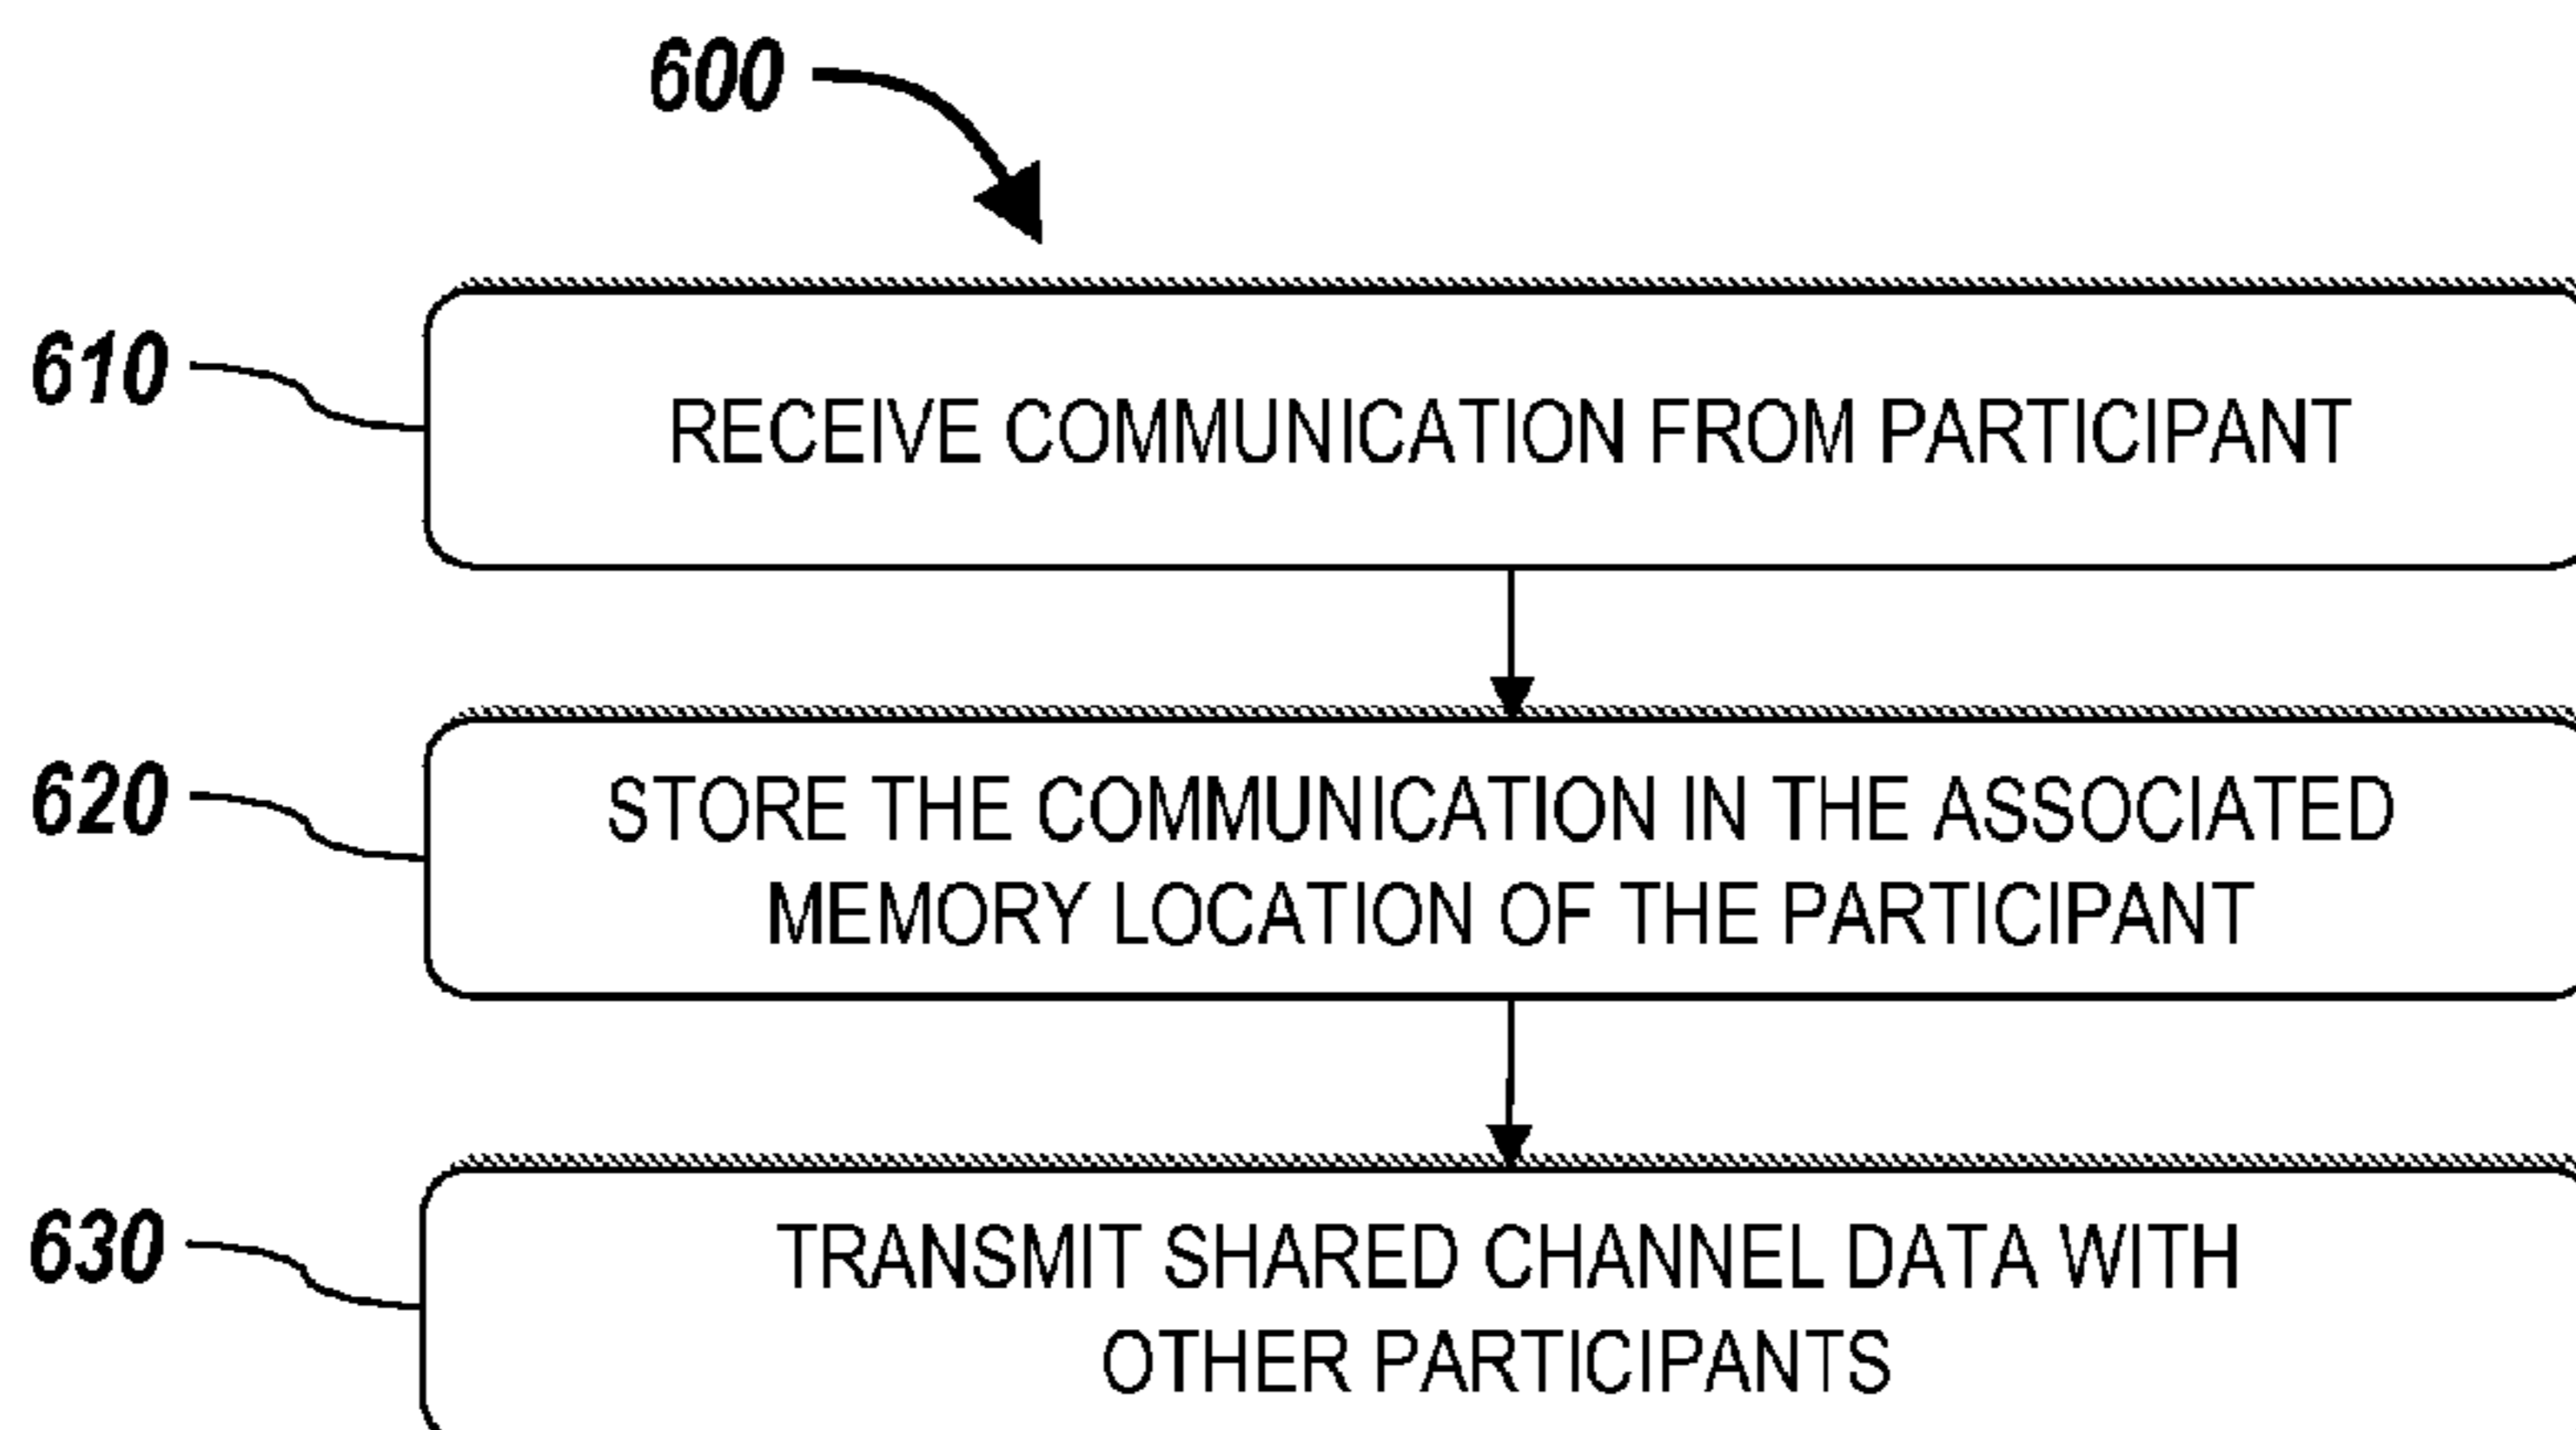 600
610
RECEIVE COMMUNICATION FROM PARTICIPANT
620
STORE THE COMMUNICATION IN THE ASSOCIATED
MEMORY LOCATION OF THE PARTICIPANT
630
TRANSMIT SHARED CHANNEL DATA WITH
OTHER PARTICIPANTS